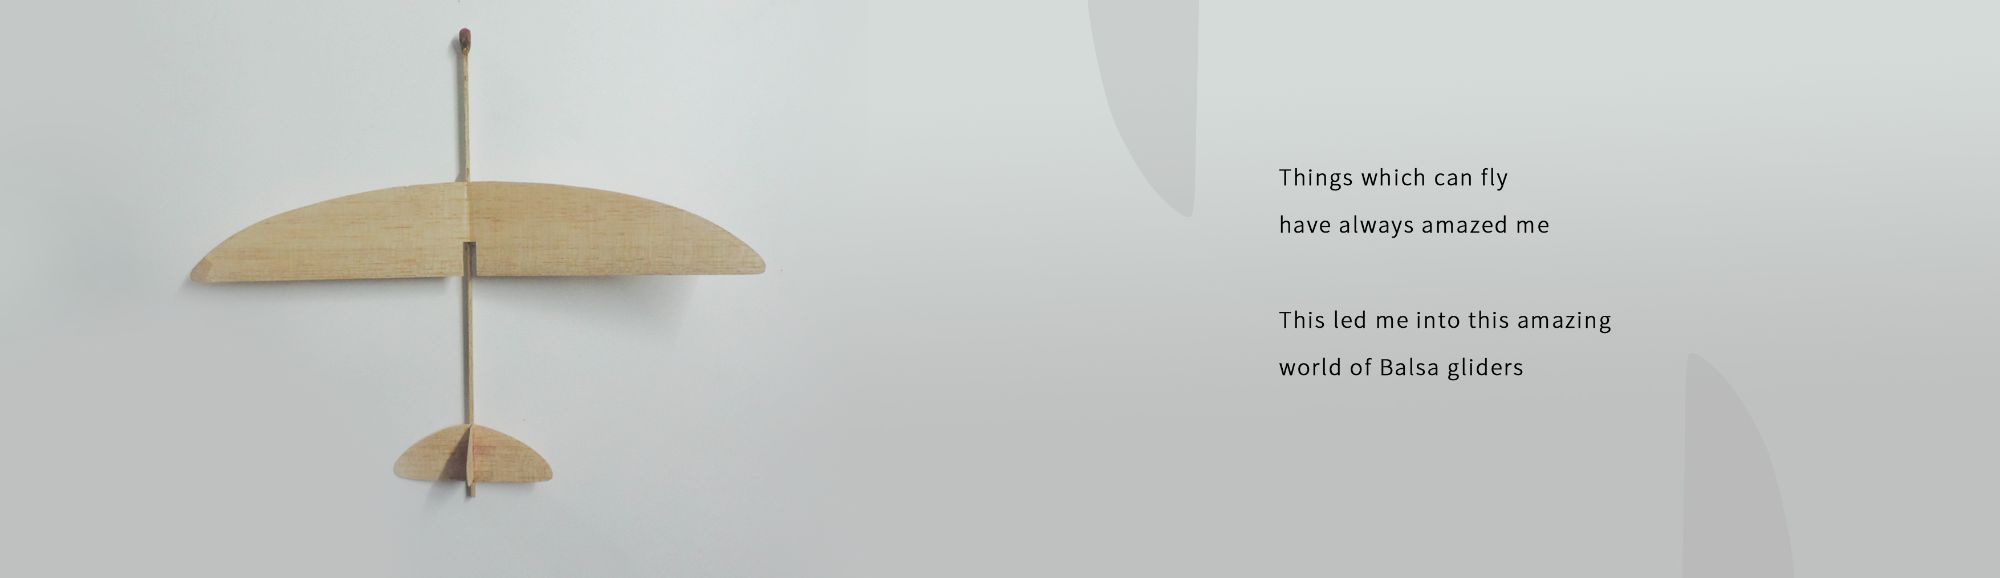 Things which can fly
have always amazed me
This led me into this amazing
world of Balsa gliders